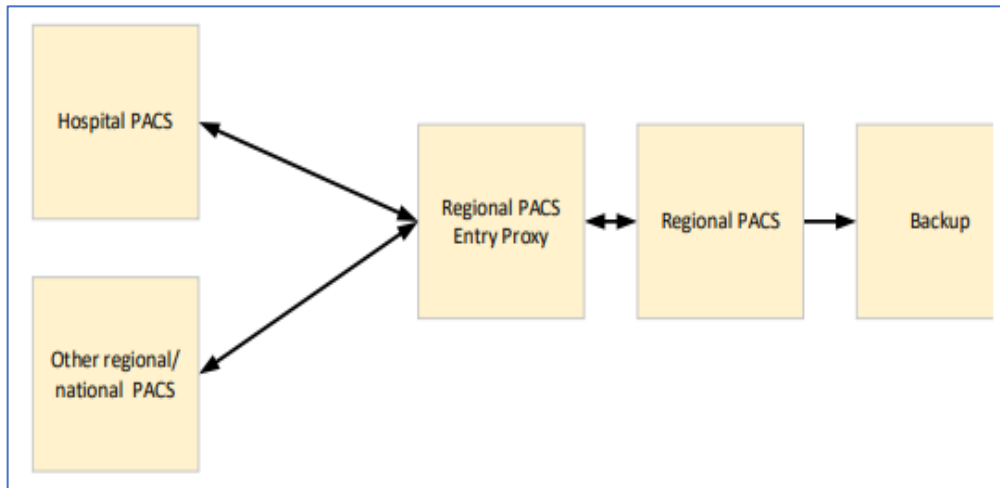 Hospital PACS
Other regional/
national PACS
Regional PACS
Entry Proxy
Regional PACS
Backup